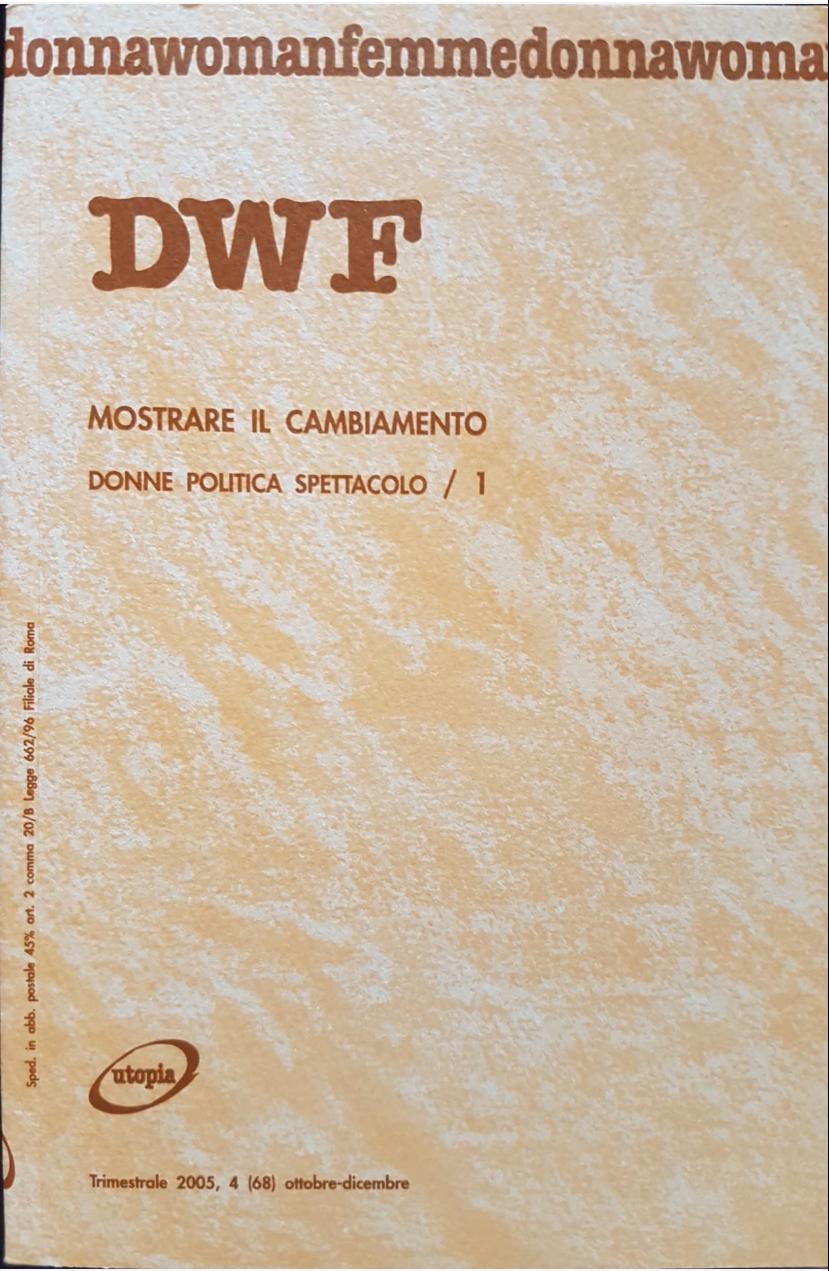 donnawomanfemmedonnawoma
DWF
MOSTRARE IL CAMBIAMENTO
DONNE POLITICA SPETTACOLO / 1
Sped. in abb. postale 45% art. 2 comma 20/B Legge 662/96 Filiale di Roma
utopia
Trimestrale 2005, 4 (68) ottobre-dicembre